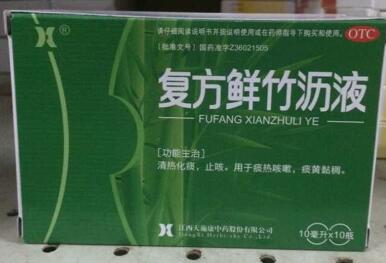 ®
请仔细阅读说明书并按说明使用或在药师指导下购买和使用。
OTC
[批准文号] 国药准字Z36021505
复方鲜竹沥液
FUFANG XIANZHULI YE
[功能主治]
清热化痰，止咳。用于痰热咳嗽，痰黄黏稠。
江西天施康中药股份有限公司
10毫升×10瓶